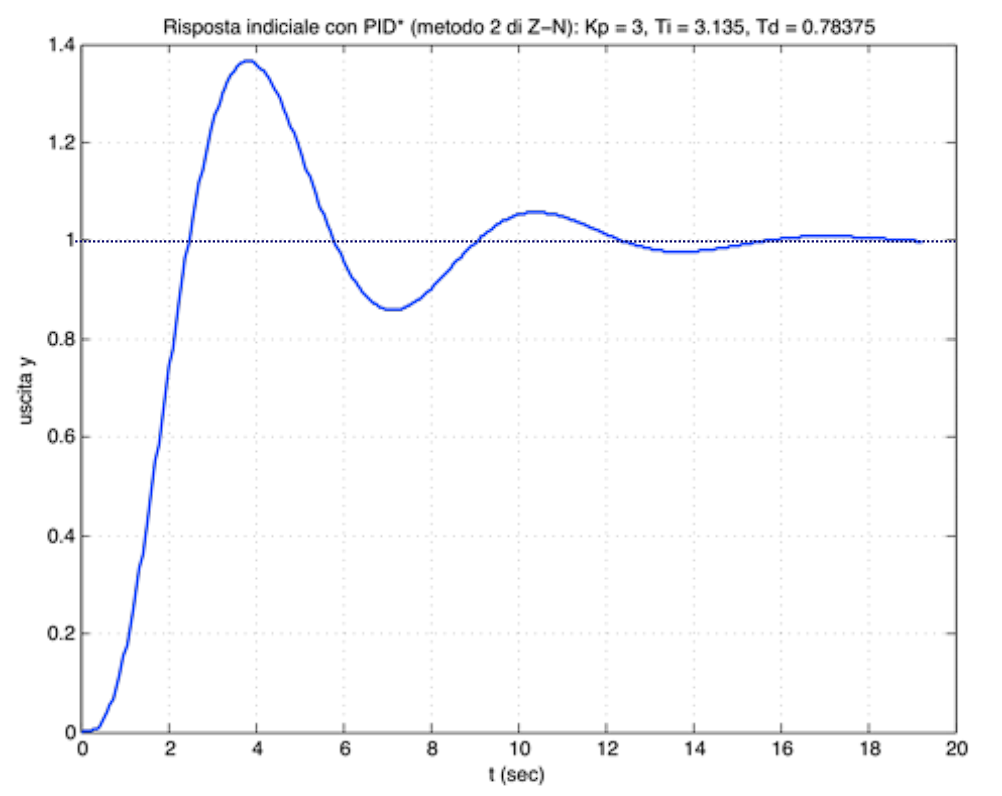 Risposta indiciale con PID* (metodo 2 di Z−N): Kp = 3, Ti = 3.135, Td = 0.78375
1.4
1.2
1
0.8
0.6
0.4
0.2
0
uscita y
0 2 4 6 8 10 12 14 16 18 20
t (sec)